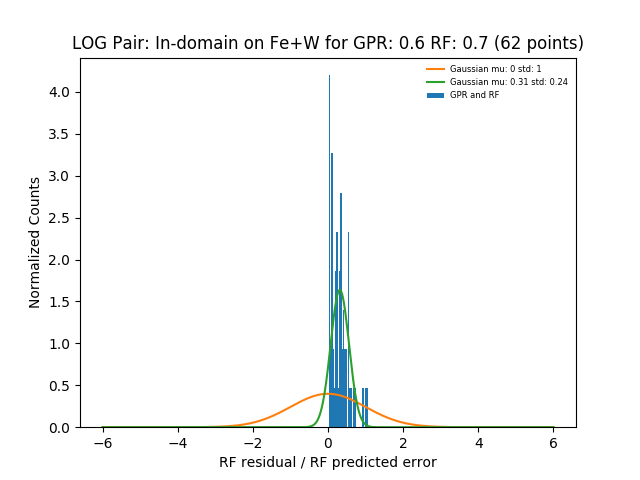 LOG Pair: In-domain on Fe+W for GPR: 0.6 RF: 0.7 (62 points)
Gaussian mu: 0 std: 1
Gaussian mu: 0.31 std: 0.24
GPR and RF
Normalized Counts
4.0
3.5
3.0
2.5
2.0
1.5
1.0
0.5
0.0
−6 −4 −2 0 2 4 6
RF residual / RF predicted error